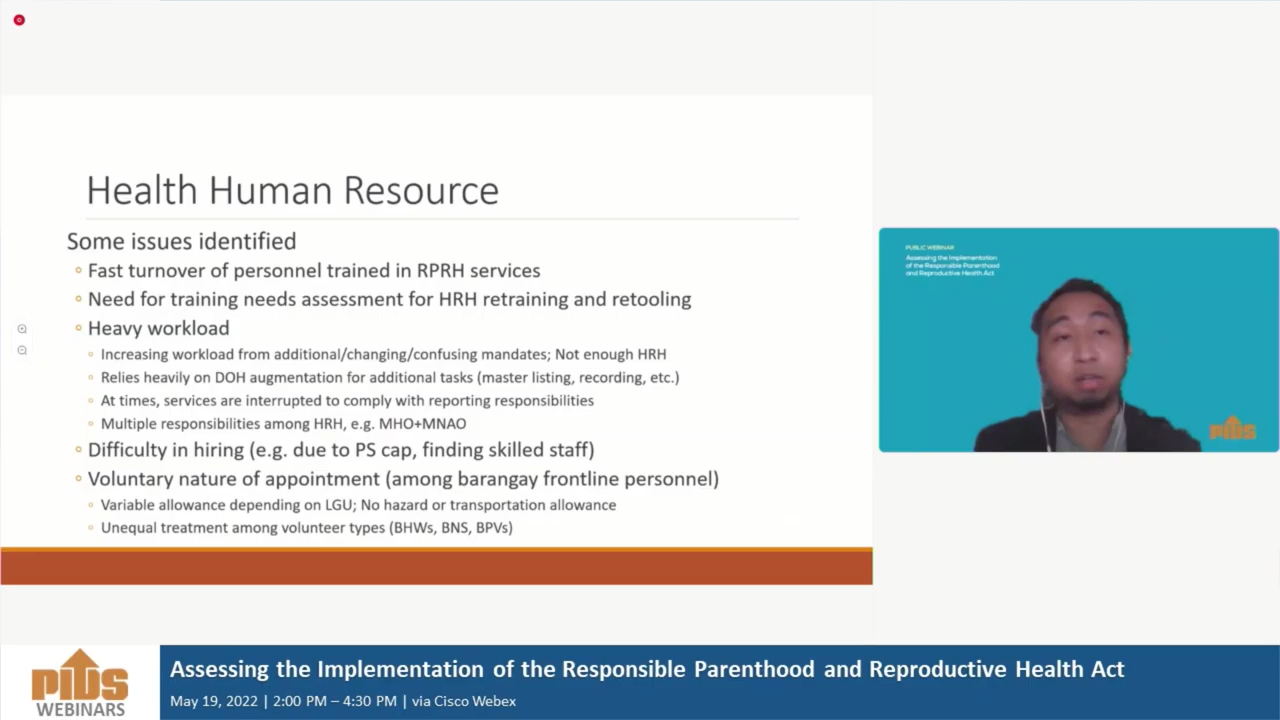 Health Human Resource
Some issues identified
Fast turnover of personnel trained in RPRH services
Need for training needs assessment for HRH retraining and retooling
Heavy workload
Increasing workload from additional/changing/confusing mandates; Not enough HRH
Relies heavily on DOH augmentation for additional tasks (master listing, recording, etc.)
At times, services are interrupted to comply with reporting responsibilities
Multiple responsibilities among HRH, e.g. MHO+MNAO
Difficulty in hiring (e.g. due to PS cap, finding skilled staff)
Voluntary nature of appointment (among barangay frontline personnel)
Variable allowance depending on LGU; No hazard or transportation allowance
Unequal treatment among volunteer types (BHWs, BNS, BPVs)
PUBLIC WEBINAR
Assessing the Implementation
of the Responsible Parenthood
and Reproductive Health Act
PIDS
PIDS
WEBINARS
Assessing the Implementation of the Responsible Parenthood and Reproductive Health Act
May 19, 2022 | 2:00 PM – 4:30 PM | via Cisco Webex